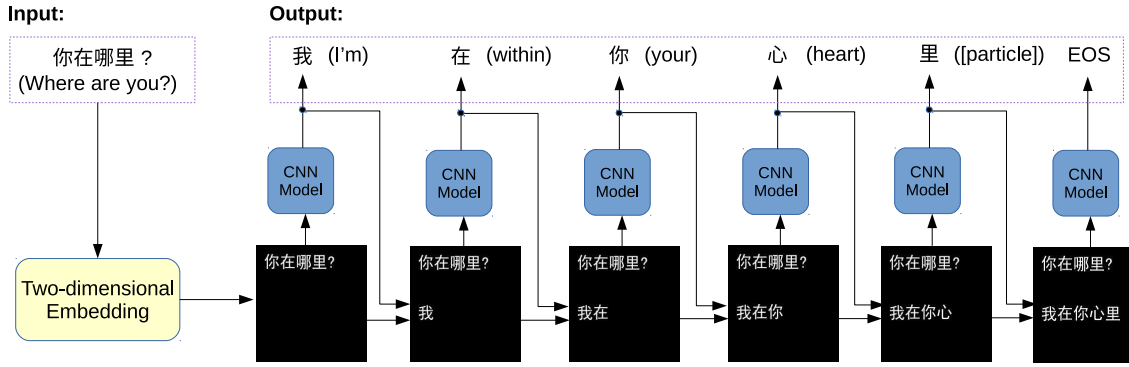 Input:
Output:
你在哪里 ?
(Where are you?)
我 (I'm)
在 (within)
你 (your)
心 (heart)
里 ([particle])
EOS
CNN
Model
CNN
Model
CNN
Model
CNN
Model
CNN
Model
CNN
Model
Two-dimensional
Embedding
你在哪里?
你在哪里?
我
你在哪里?
我在
你在哪里?
我在你
你在哪里?
我在你心
你在哪里?
我在你心里